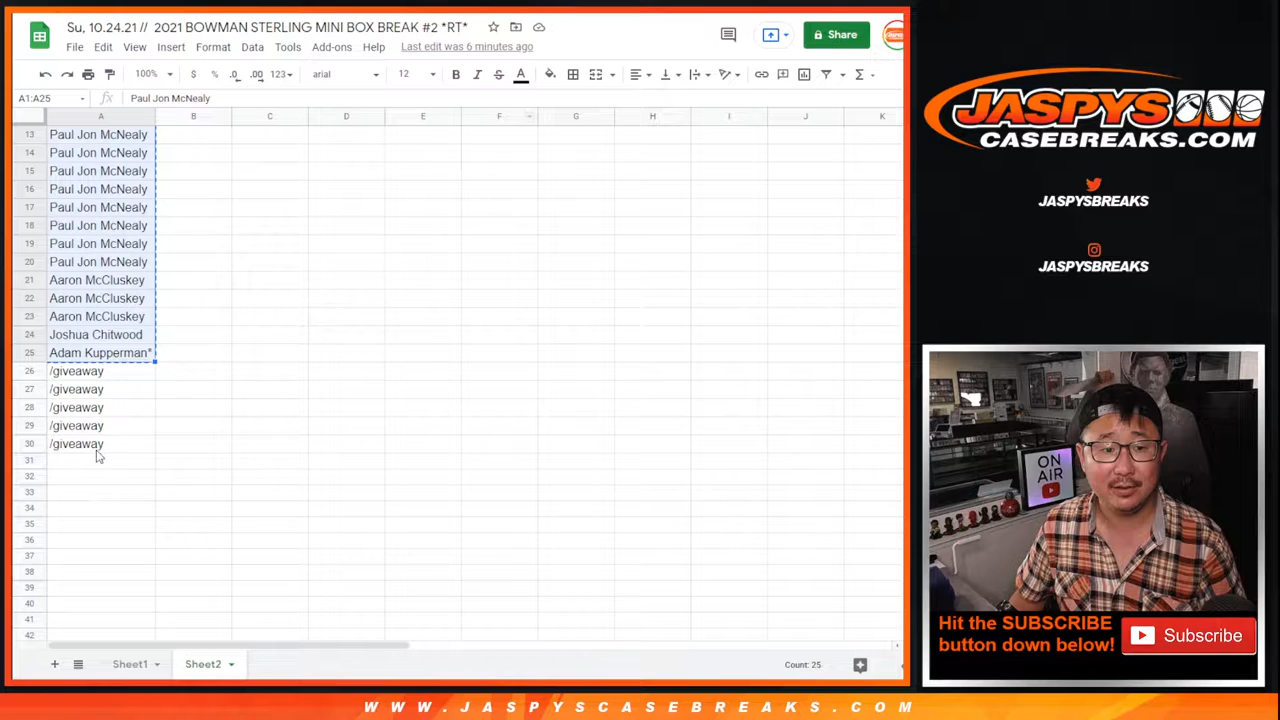 Su, 10.24.21 // 2021 BOWMAN STERLING MINI BOX BREAK #2 *RT*
File Edit View Insert Format Data Tools Add-ons Help Last edit was 6 minutes ago
Share
100% $ % .0 .00 123 arial 12 B I S A
A1:A25 fx Paul Jon McNealy
A B C D E F G H I J K
13 Paul Jon McNealy
14 Paul Jon McNealy
15 Paul Jon McNealy
16 Paul Jon McNealy
17 Paul Jon McNealy
18 Paul Jon McNealy
19 Paul Jon McNealy
20 Paul Jon McNealy
21 Aaron McCluskey
22 Aaron McCluskey
23 Aaron McCluskey
24 Joshua Chitwood
25 Adam Kupperman*
26 /giveaway
27 /giveaway
28 /giveaway
29 /giveaway
30 /giveaway
31
32
33
34
35
36
37
38
39
40
41
42
Sheet1 Sheet2 Count: 25
JASPYS
CASEBREAKS.COM
JASPYSBREAKS
JASPYSBREAKS
ON
AIR
Hit the SUBSCRIBE
button down below!
Subscribe
WWW.JASPYSCASEBREAKS.COM